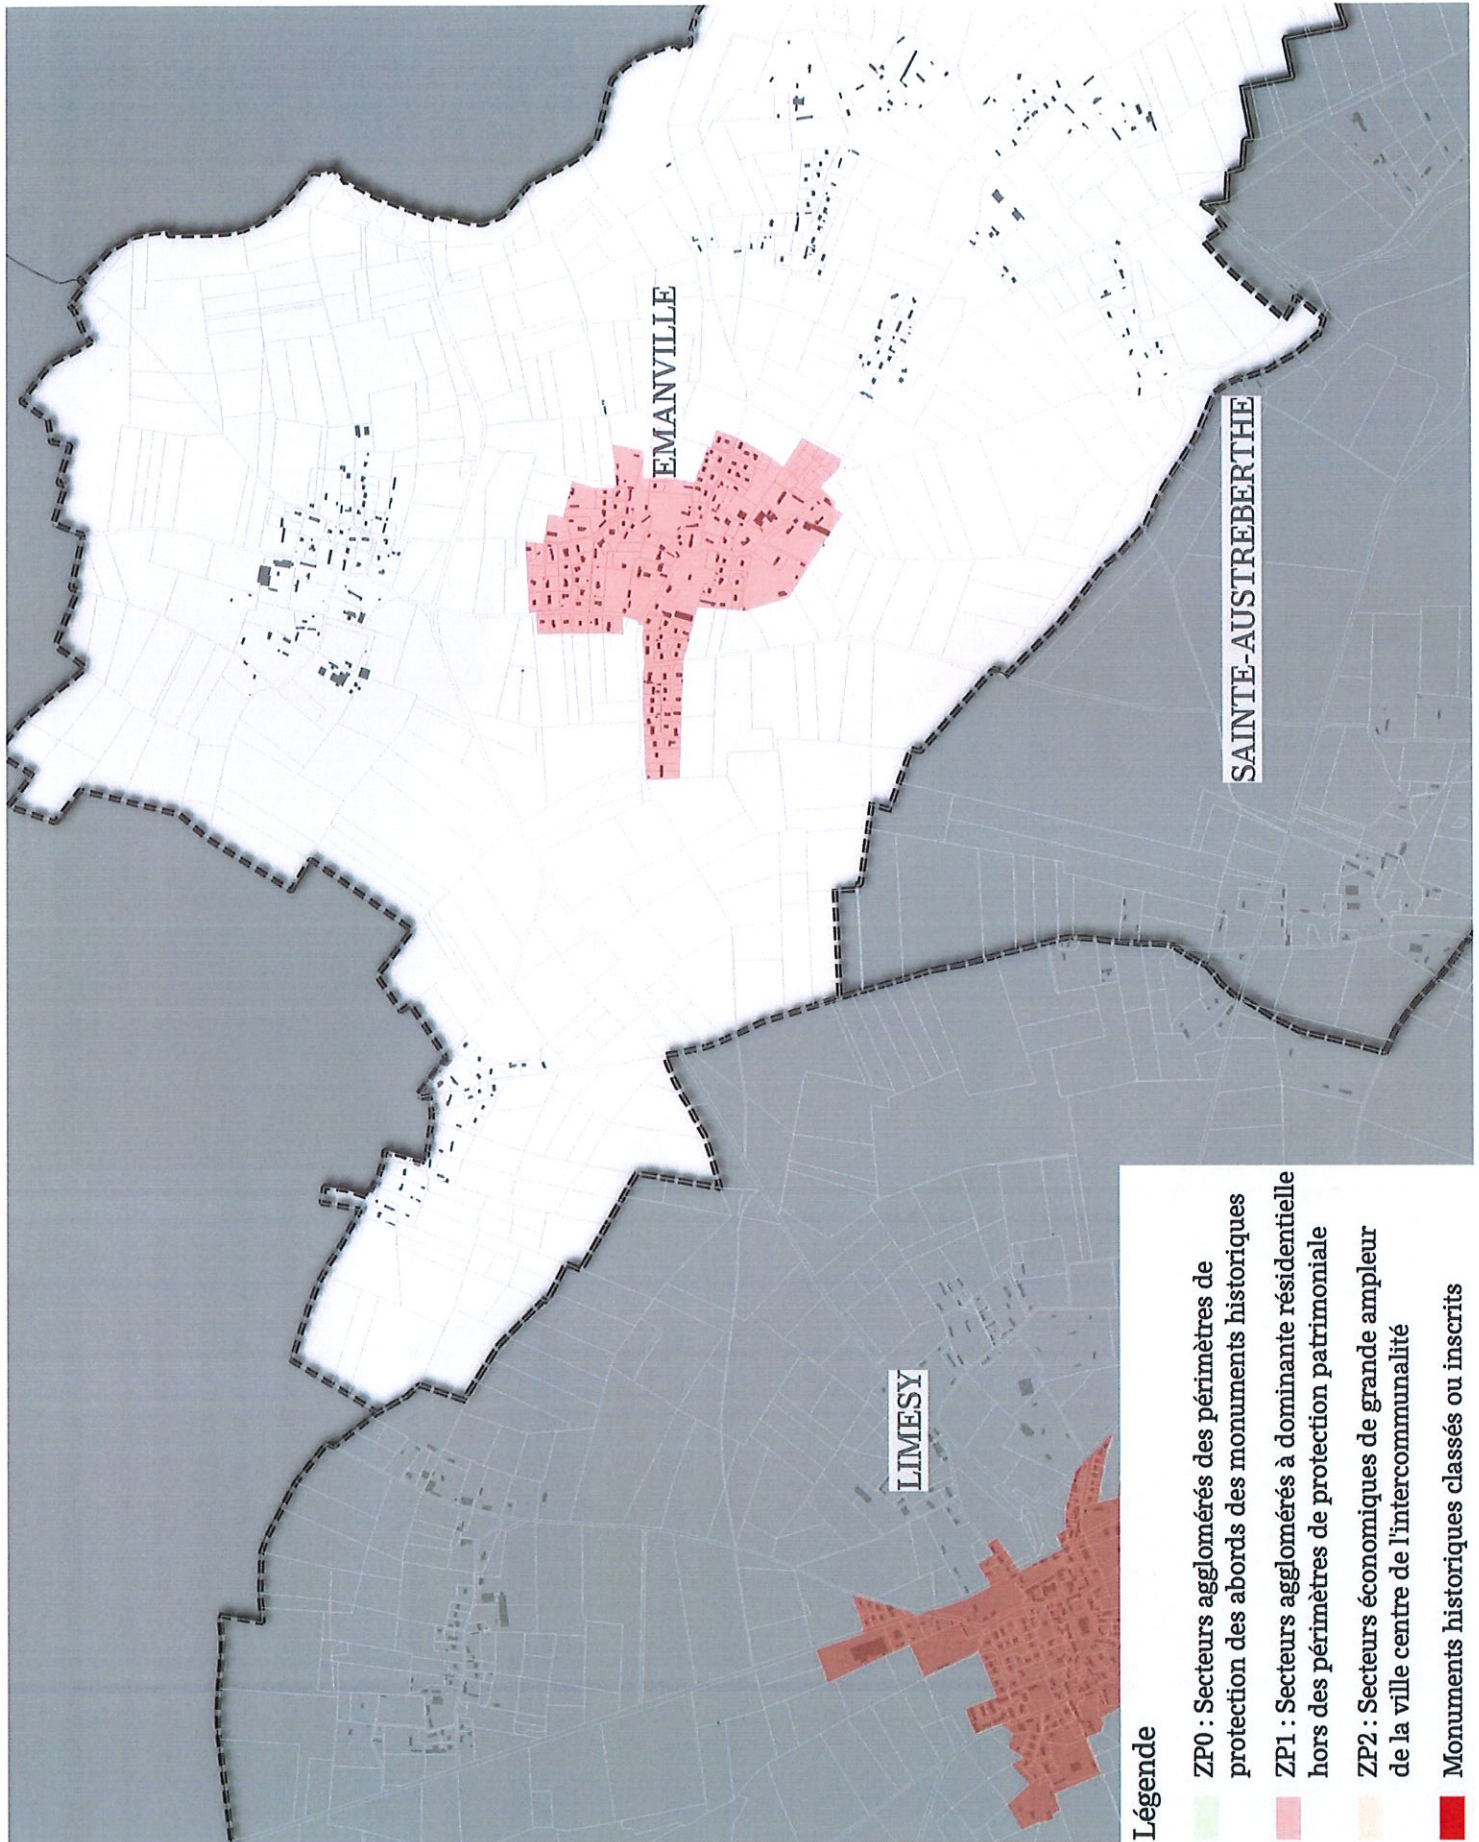 EMANVILLE
SAINTE-AUSTREBERTHE
LIMESY
Légende
ZP0 : Secteurs agglomérés des périmètres de
protection des abords des monuments historiques
ZP1 : Secteurs agglomérés à dominante résidentielle
hors des périmètres de protection patrimoniale
ZP2 : Secteurs économiques de grande ampleur
de la ville centre de l'intercommunalité
Monuments historiques classés ou inscrits